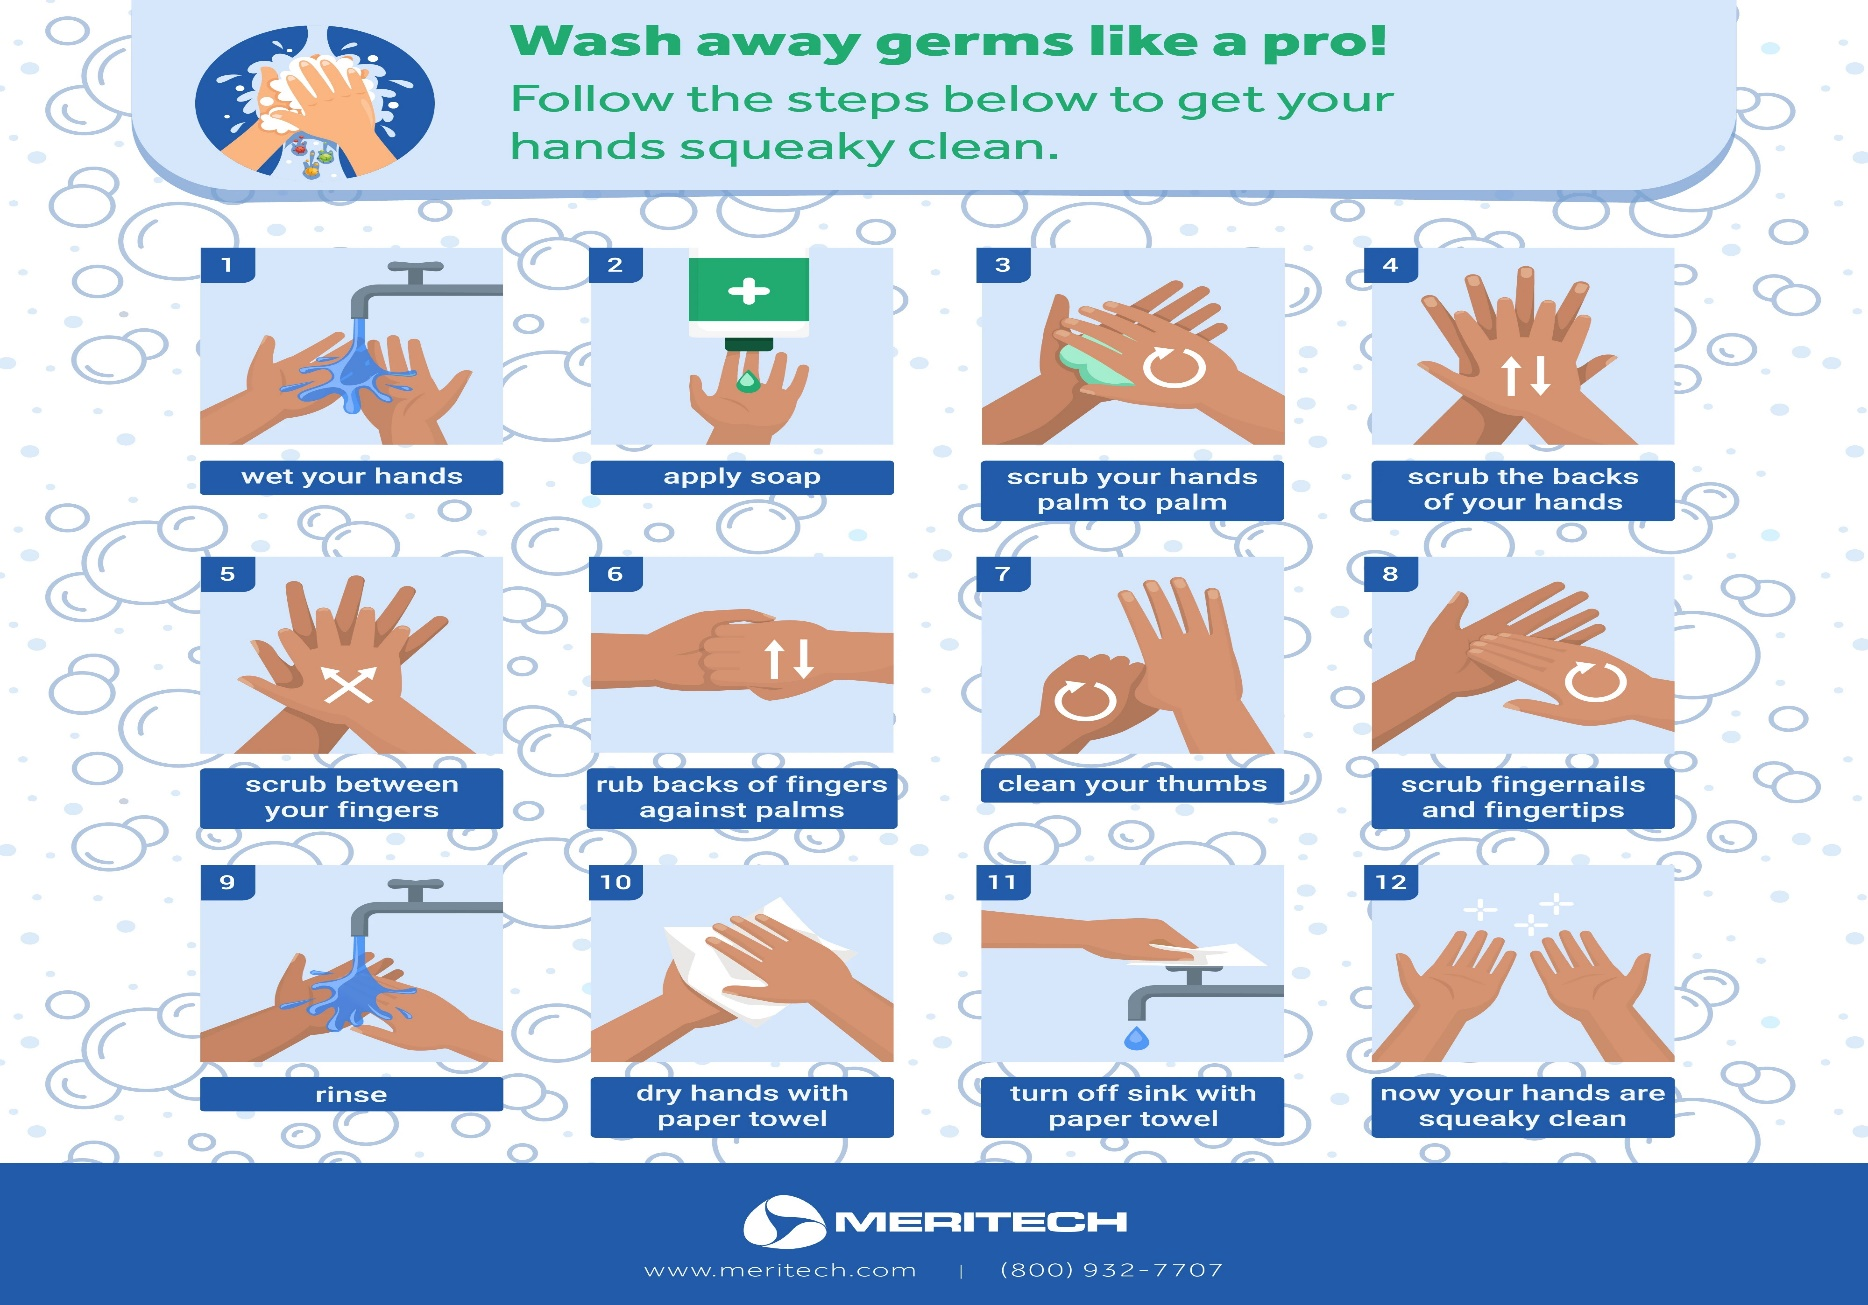 Wash away germs like a pro!
Follow the steps below to get your
hands squeaky clean.
1
wet your hands
2
apply soap
3
scrub your hands
palm to palm
4
scrub the backs
of your hands
5
scrub between
your fingers
6
rub backs of fingers
against palms
7
clean your thumbs
8
scrub fingernails
and fingertips
9
rinse
10
dry hands with
paper towel
11
turn off sink with
paper towel
12
now your hands are
squeaky clean
MERITECH
www.meritech.com | (800) 932-7707